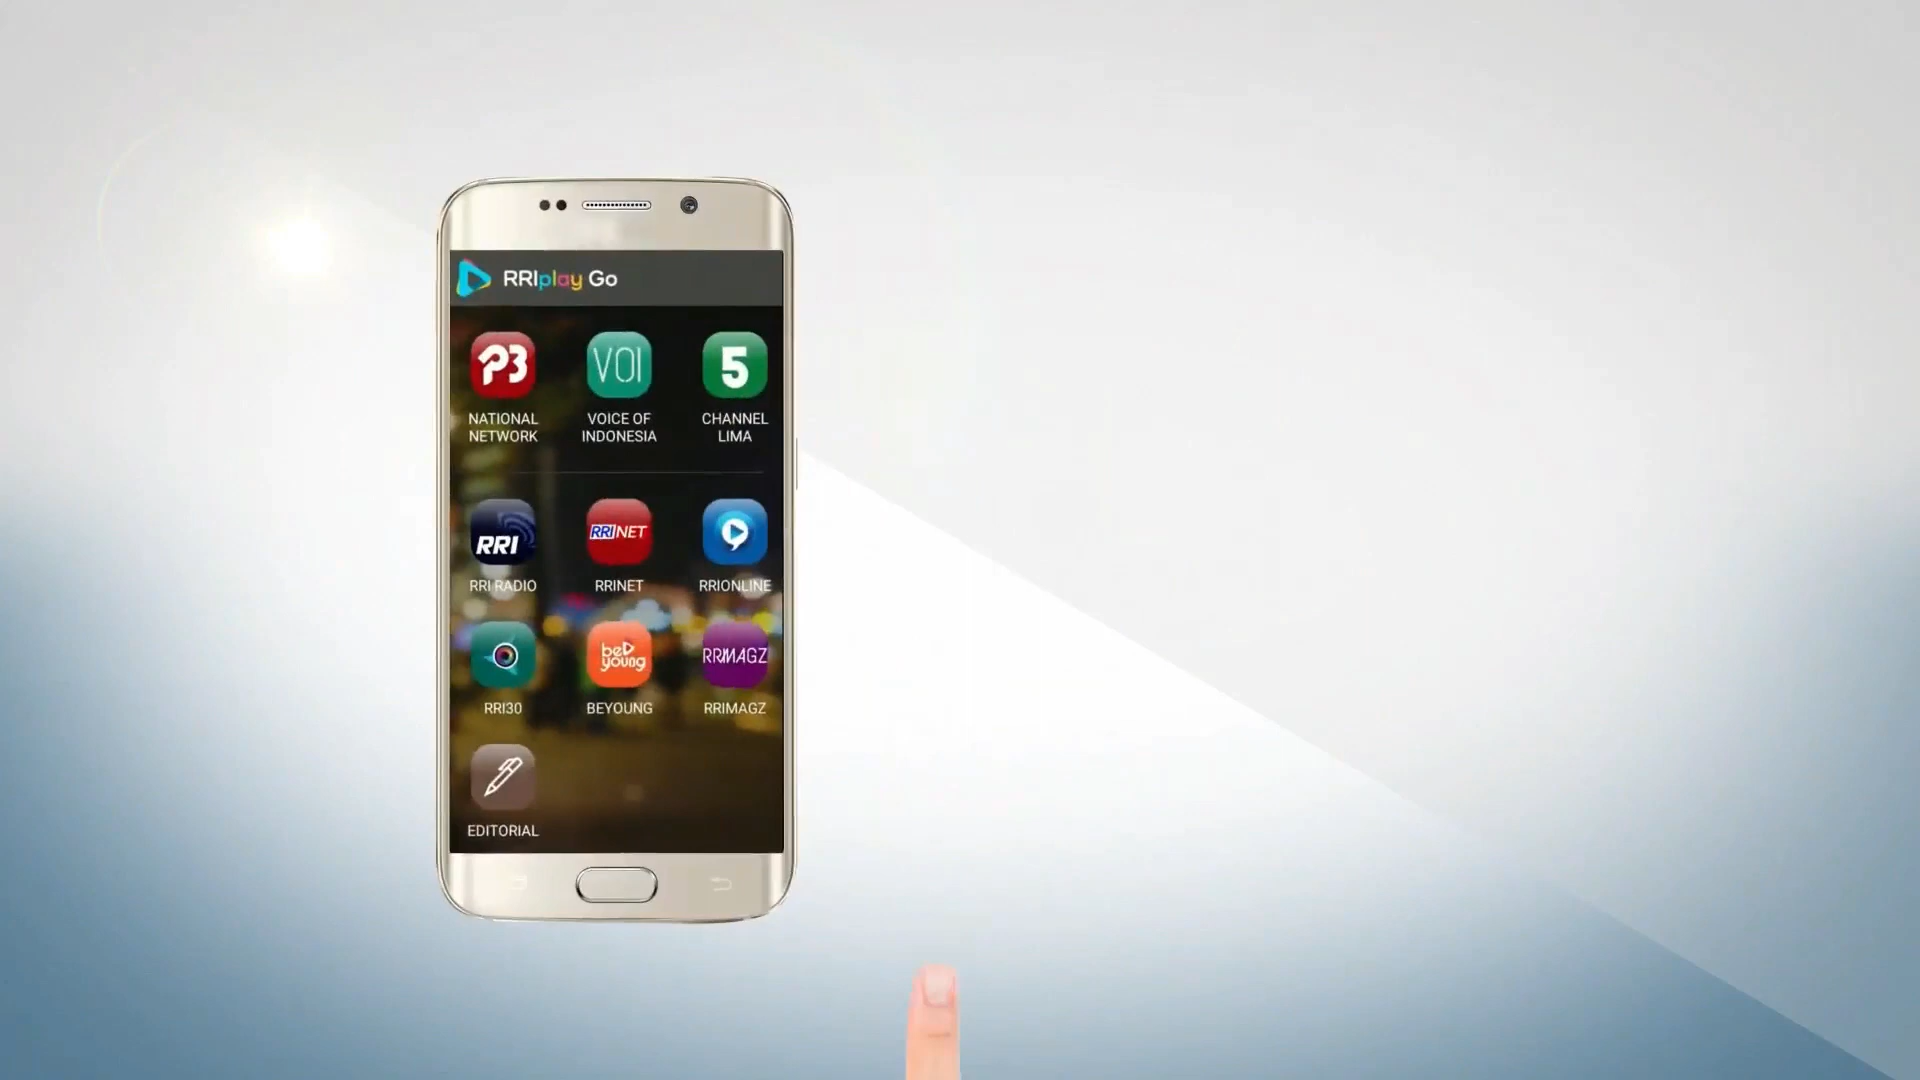 RRIplay Go
P3
VOI
5
NATIONAL
NETWORK
VOICE OF
INDONESIA
CHANNEL
LIMA
RRI
RRINET
RRI RADIO
RRINET
RRIONLINE
be
young
RRIMAGZ
RRI30
BEYOUNG
RRIMAGZ
EDITORIAL